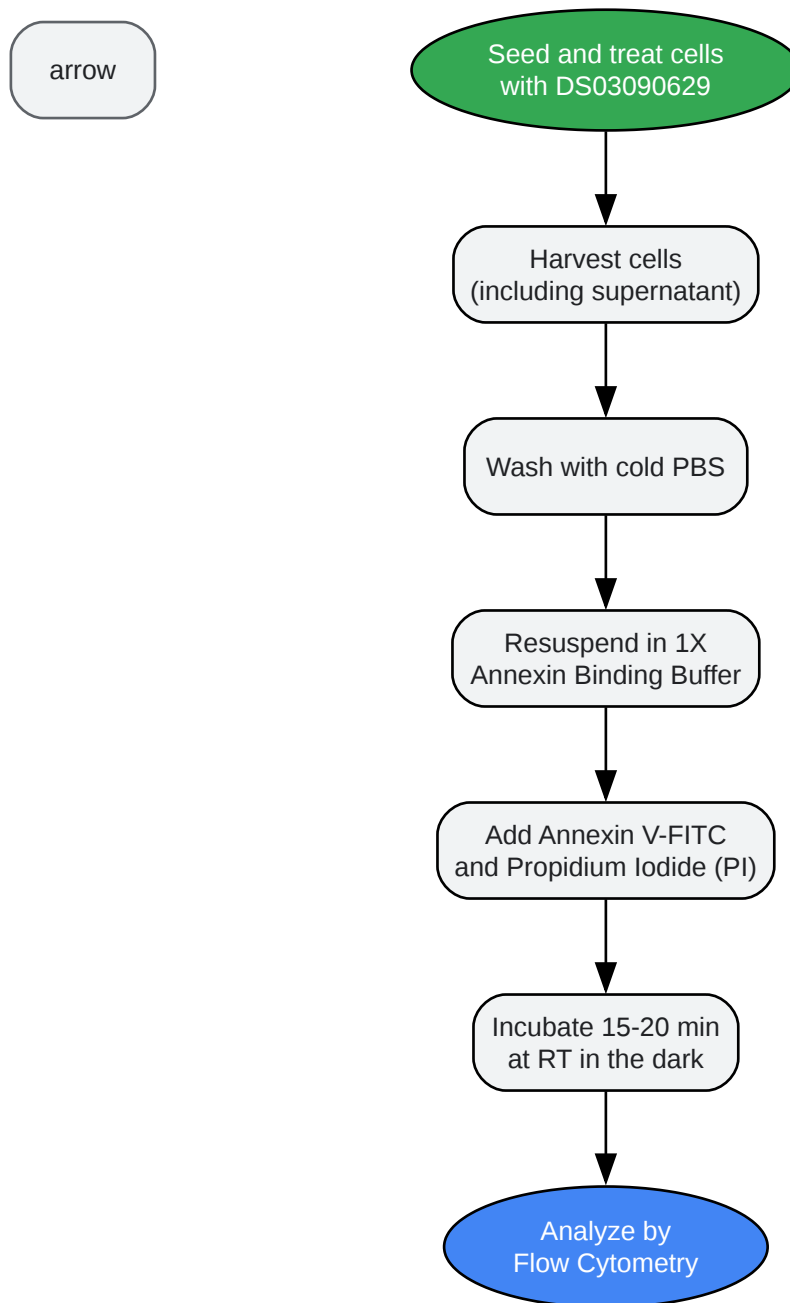 arrow
Seed and treat cells
with DS03090629
Harvest cells
(including supernatant)
Wash with cold PBS
Resuspend in 1X
Annexin Binding Buffer
Add Annexin V-FITC
and Propidium Iodide (PI)
Incubate 15-20 min
at RT in the dark
Analyze by
Flow Cytometry